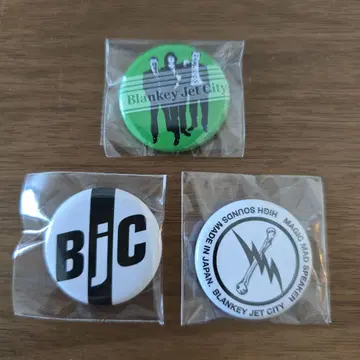 Blankey Jet City
BjC
MAGIC MAD SPEAKER
HIGH SOUNDS MADE IN JAPAN. BLANKEY JET CITY